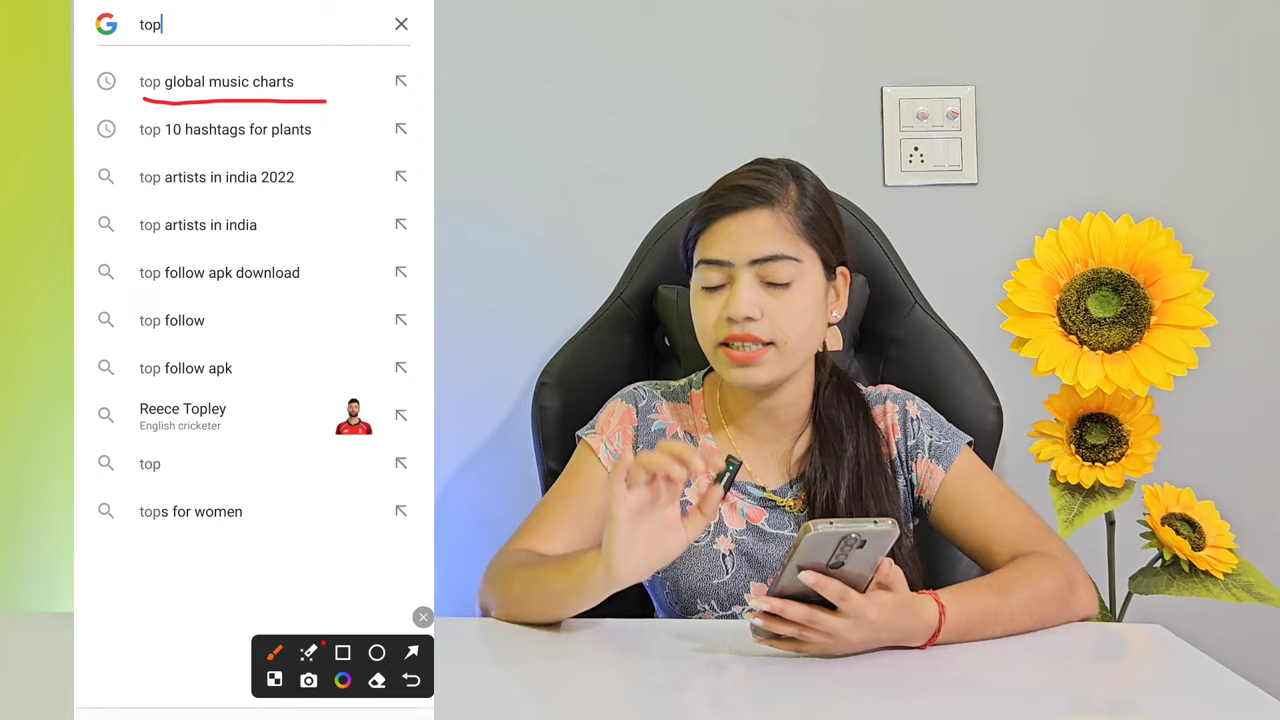 top
top global music charts
top 10 hashtags for plants
top artists in india 2022
top artists in india
top follow apk download
top follow
top follow apk
Reece Topley
English cricketer
top
tops for women